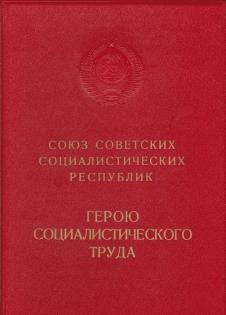 СОЮЗ СОВЕТСКИХ
СОЦИАЛИСТИЧЕСКИХ
РЕСПУБЛИК
ГЕРОЮ
СОЦИАЛИСТИЧЕСКОГО
ТРУДА